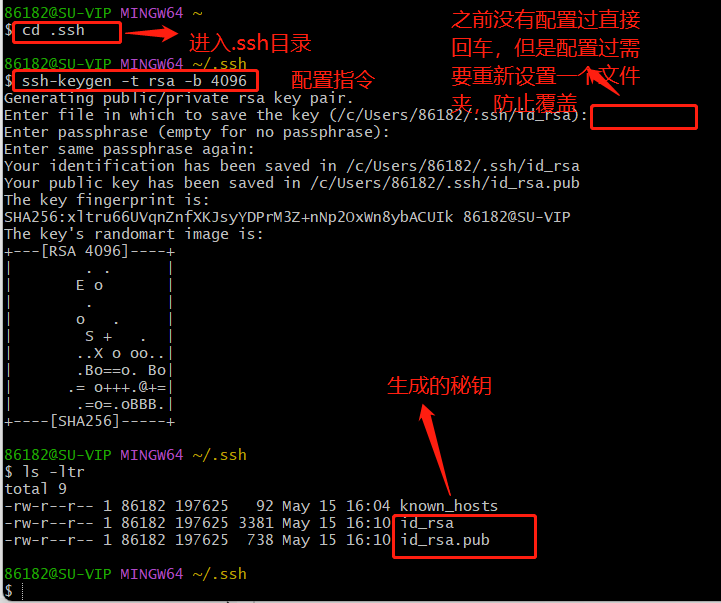 86182@SU-VIP MINGW64 ~
$ cd .ssh
进入.ssh目录
之前没有配置过直接
回车，但是配置过需
要重新设置一个文件
夹，防止覆盖
86182@SU-VIP MINGW64 ~/.ssh
$ ssh-keygen -t rsa -b 4096
配置指令
Generating public/private rsa key pair.
Enter file in which to save the key (/c/Users/86182/.ssh/id_rsa):
Enter passphrase (empty for no passphrase):
Enter same passphrase again:
Your identification has been saved in /c/Users/86182/.ssh/id_rsa
Your public key has been saved in /c/Users/86182/.ssh/id_rsa.pub
The key fingerprint is:
SHA256:xltru66UVqnZnfXKJsyYDPrM3Z+nNp2OxWn8ybACUIk 86182@SU-VIP
The key's randomart image is:
+---[RSA 4096]----+
|        . .      |
|       E o       |
|        .        |
|       o   .     |
|        S +   .  |
|       ..X o oo..|
|       .Bo==o. Bo|
|      .= o+++.@+=|
|       .=o=.oBBB.|
+----[SHA256]-----+
生成的秘钥
86182@SU-VIP MINGW64 ~/.ssh
$ ls -ltr
total 9
-rw-r--r-- 1 86182 197625   92 May 15 16:04 known_hosts
-rw-r--r-- 1 86182 197625 3381 May 15 16:10 id_rsa
-rw-r--r-- 1 86182 197625  738 May 15 16:10 id_rsa.pub
86182@SU-VIP MINGW64 ~/.ssh
$